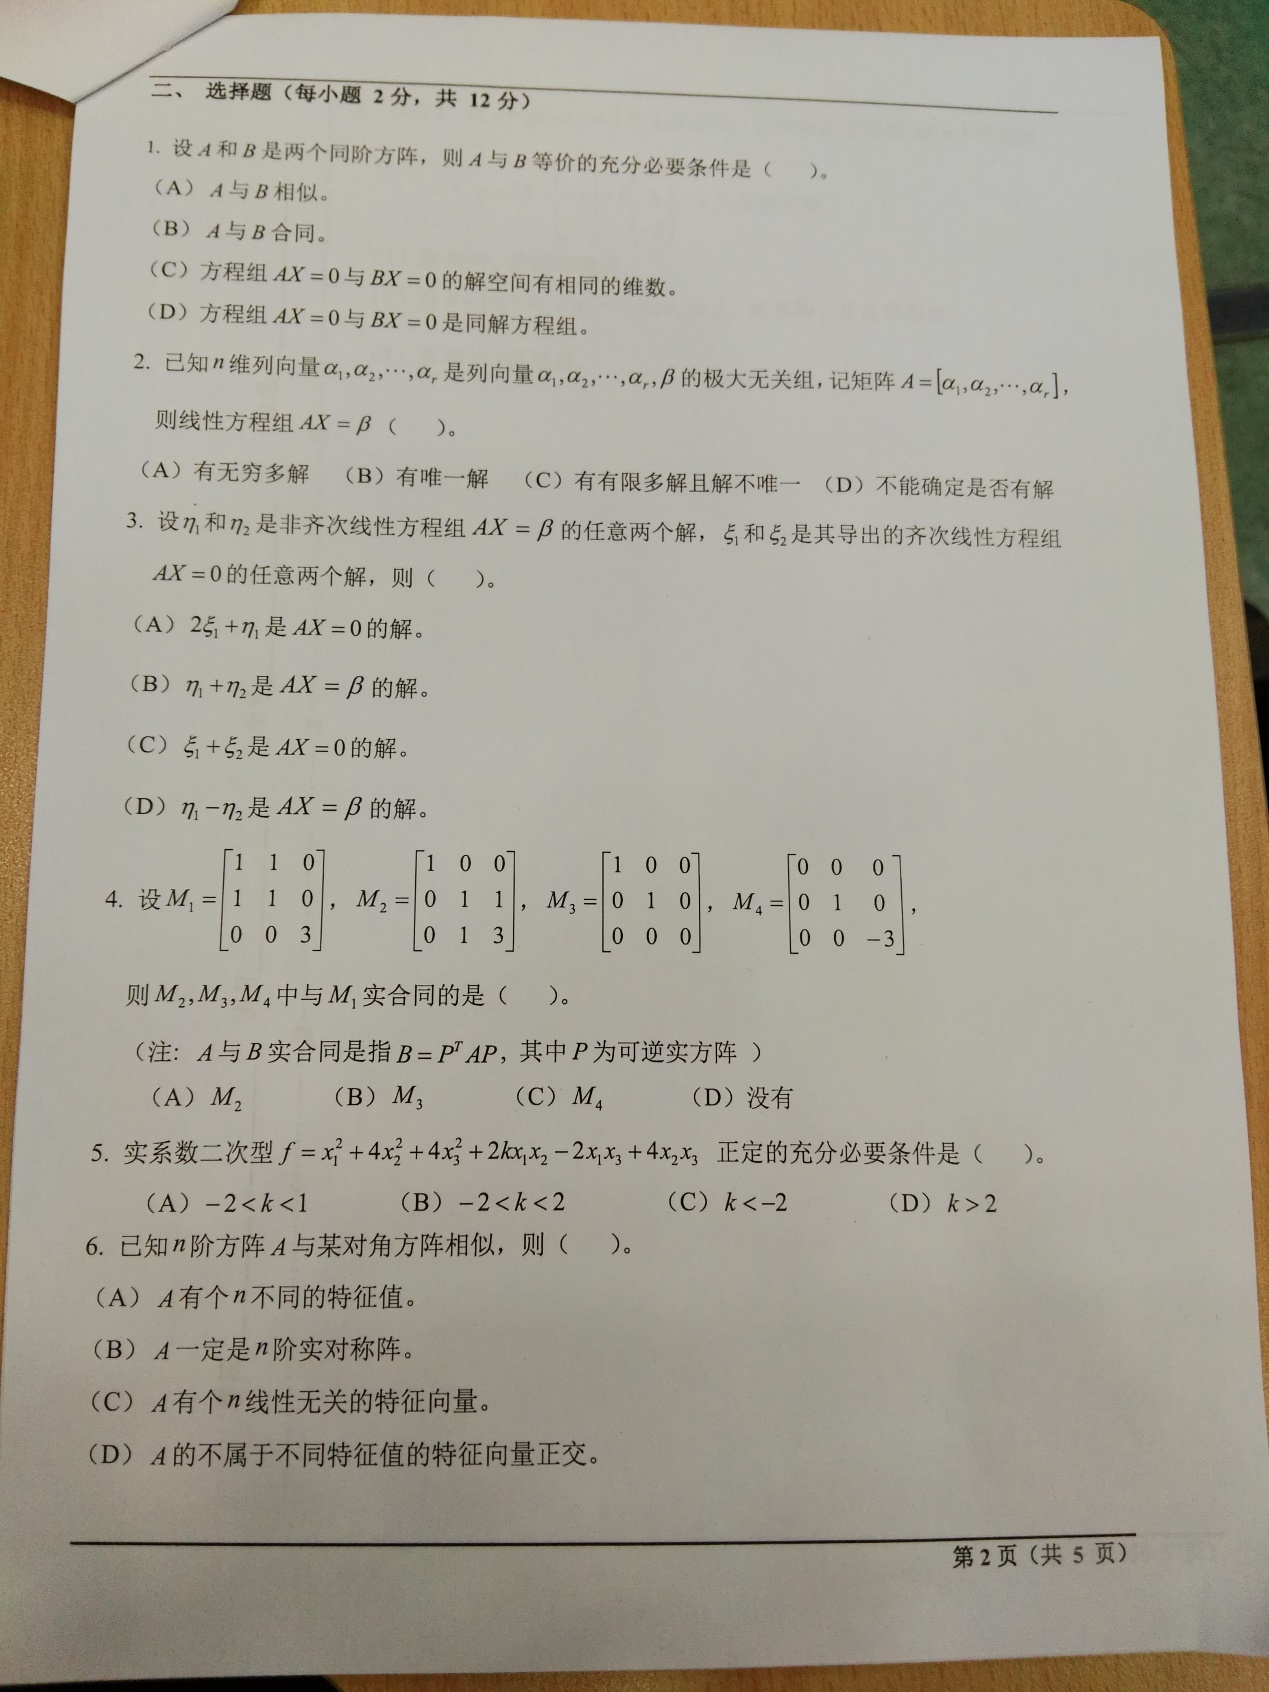 二、 选择题（每小题 2 分，共 12 分）
1. 设 A 和 B 是两个同阶方阵，则 A 与 B 等价的充分必要条件是（ ）。
（A） A 与 B 相似。
（B） A 与 B 合同。
（C）方程组 AX = 0 与 BX = 0 的解空间有相同的维数。
（D）方程组 AX = 0 与 BX = 0 是同解方程组。
2. 已知 n 维列向量 α₁,α₂,⋯,αᵣ 是列向量 α₁,α₂,⋯,αᵣ,β 的极大无关组，记矩阵 A = [α₁,α₂,⋯,αᵣ]，
则线性方程组 AX = β （ ）。
（A）有无穷多解 （B）有唯一解 （C）有有限多解且解不唯一 （D）不能确定是否有解
3. 设 η₁ 和 η₂ 是非齐次线性方程组 AX = β 的任意两个解， ξ₁ 和 ξ₂ 是其导出的齐次线性方程组
AX = 0 的任意两个解，则（ ）。
（A） 2ξ₁ + η₁ 是 AX = 0 的解。
（B） η₁ + η₂ 是 AX = β 的解。
（C） ξ₁ + ξ₂ 是 AX = 0 的解。
（D） η₁ − η₂ 是 AX = β 的解。
4. 设 M₁ = [1 1 0; 1 1 0; 0 0 3]， M₂ = [1 0 0; 0 1 1; 0 1 3]， M₃ = [1 0 0; 0 1 0; 0 0 0]， M₄ = [0 0 0; 0 1 0; 0 0 −3]，
则 M₂,M₃,M₄ 中与 M₁ 实合同的是（ ）。
（注： A 与 B 实合同是指 B = PᵀAP，其中 P 为可逆实方阵 ）
（A） M₂ （B） M₃ （C） M₄ （D）没有
5. 实系数二次型 f = x₁² + 4x₂² + 4x₃² + 2kx₁x₂ − 2x₁x₃ + 4x₂x₃ 正定的充分必要条件是（ ）。
（A）−2 < k < 1 （B）−2 < k < 2 （C） k < −2 （D） k > 2
6. 已知 n 阶方阵 A 与某对角方阵相似，则（ ）。
（A） A 有个 n 不同的特征值。
（B） A 一定是 n 阶实对称阵。
（C） A 有个 n 线性无关的特征向量。
（D） A 的不属于不同特征值的特征向量正交。
第 2 页（共 5 页）